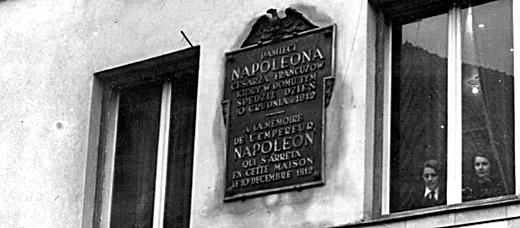 PAMIĘCI
NAPOLEONA
CESARZA FRANCUZÓW
KTÓRY W DOMU TYM
SPĘDZIŁ DZIEŃ
10 GRUDNIA 1812
A LA MÉMOIRE
DE L'EMPEREUR
NAPOLÉON
QUI S'ARRÊTA
EN CETTE MAISON
LE 10 DÉCEMBRE 1812